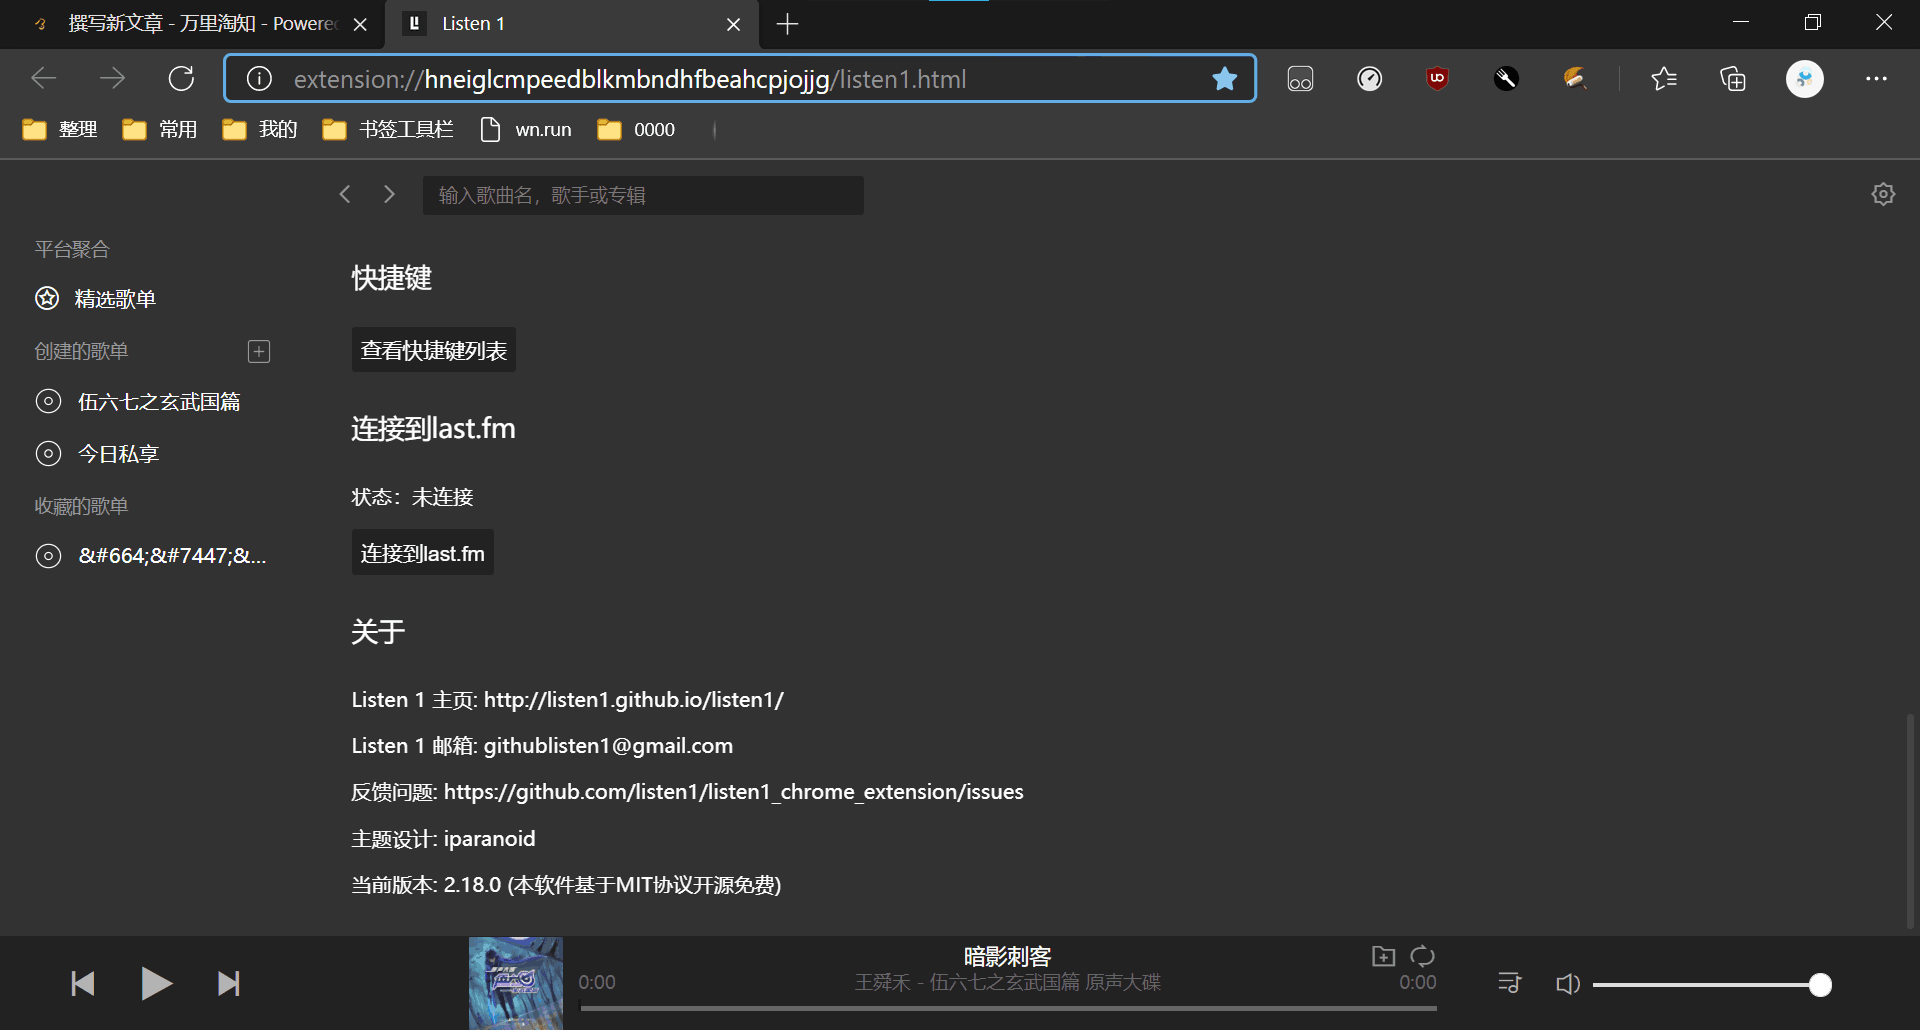 撰写新文章 - 万里淘知 - Powere
Listen 1
extension://hneiglcmpeedblkmbndhfbeahcpjojjg/listen1.html
整理
常用
我的
书签工具栏
wn.run
0000
输入歌曲名，歌手或专辑
平台聚合
精选歌单
创建的歌单
伍六七之玄武国篇
今日私享
收藏的歌单
&#664;&#7447;&...
快捷键
查看快捷键列表
连接到last.fm
状态：未连接
连接到last.fm
关于
Listen 1 主页: http://listen1.github.io/listen1/
Listen 1 邮箱: githublisten1@gmail.com
反馈问题: https://github.com/listen1/listen1_chrome_extension/issues
主题设计: iparanoid
当前版本: 2.18.0 (本软件基于MIT协议开源免费)
暗影刺客
0:00
王舜禾 - 伍六七之玄武国篇 原声大碟
0:00